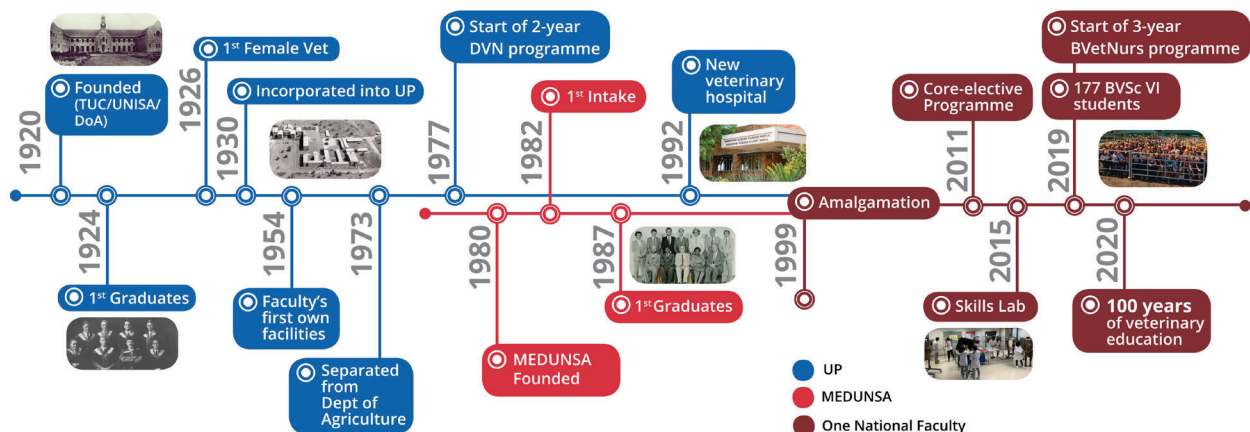 1920
Founded
(TUC/UNISA/
DoA)
1924
1st Graduates
1926
1st Female Vet
1930
Incorporated into UP
1954
Faculty's
first own
facilities
1973
Separated
from
Dept of
Agriculture
1977
Start of 2-year
DVN programme
1980
MEDUNSA
Founded
1982
1st Intake
1987
1st Graduates
1992
New
veterinary
hospital
1999
Amalgamation
2011
Core-elective
Programme
2015
Skills Lab
2019
Start of 3-year
BVetNurs programme
177 BVSc VI
students
2020
100 years
of veterinary
education
UP
MEDUNSA
One National Faculty